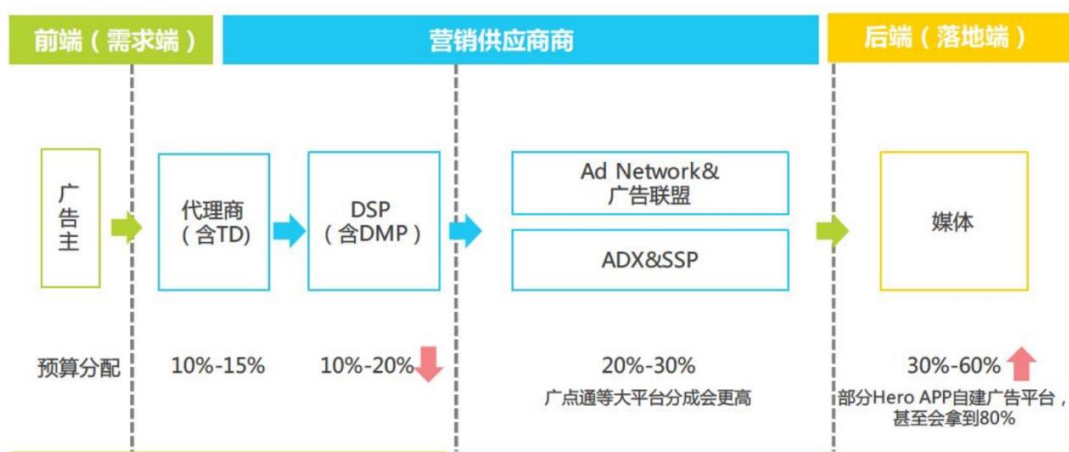 前端（需求端）
营销供应商商
后端（落地端）
广
告
主
代理商
（含TD)
DSP
（含DMP）
Ad Network&
广告联盟
ADX&SSP
媒体
预算分配
10%-15%
10%-20%
20%-30%
广点通等大平台分成会更高
30%-60%
部分Hero APP自建广告平台，
甚至会拿到80%